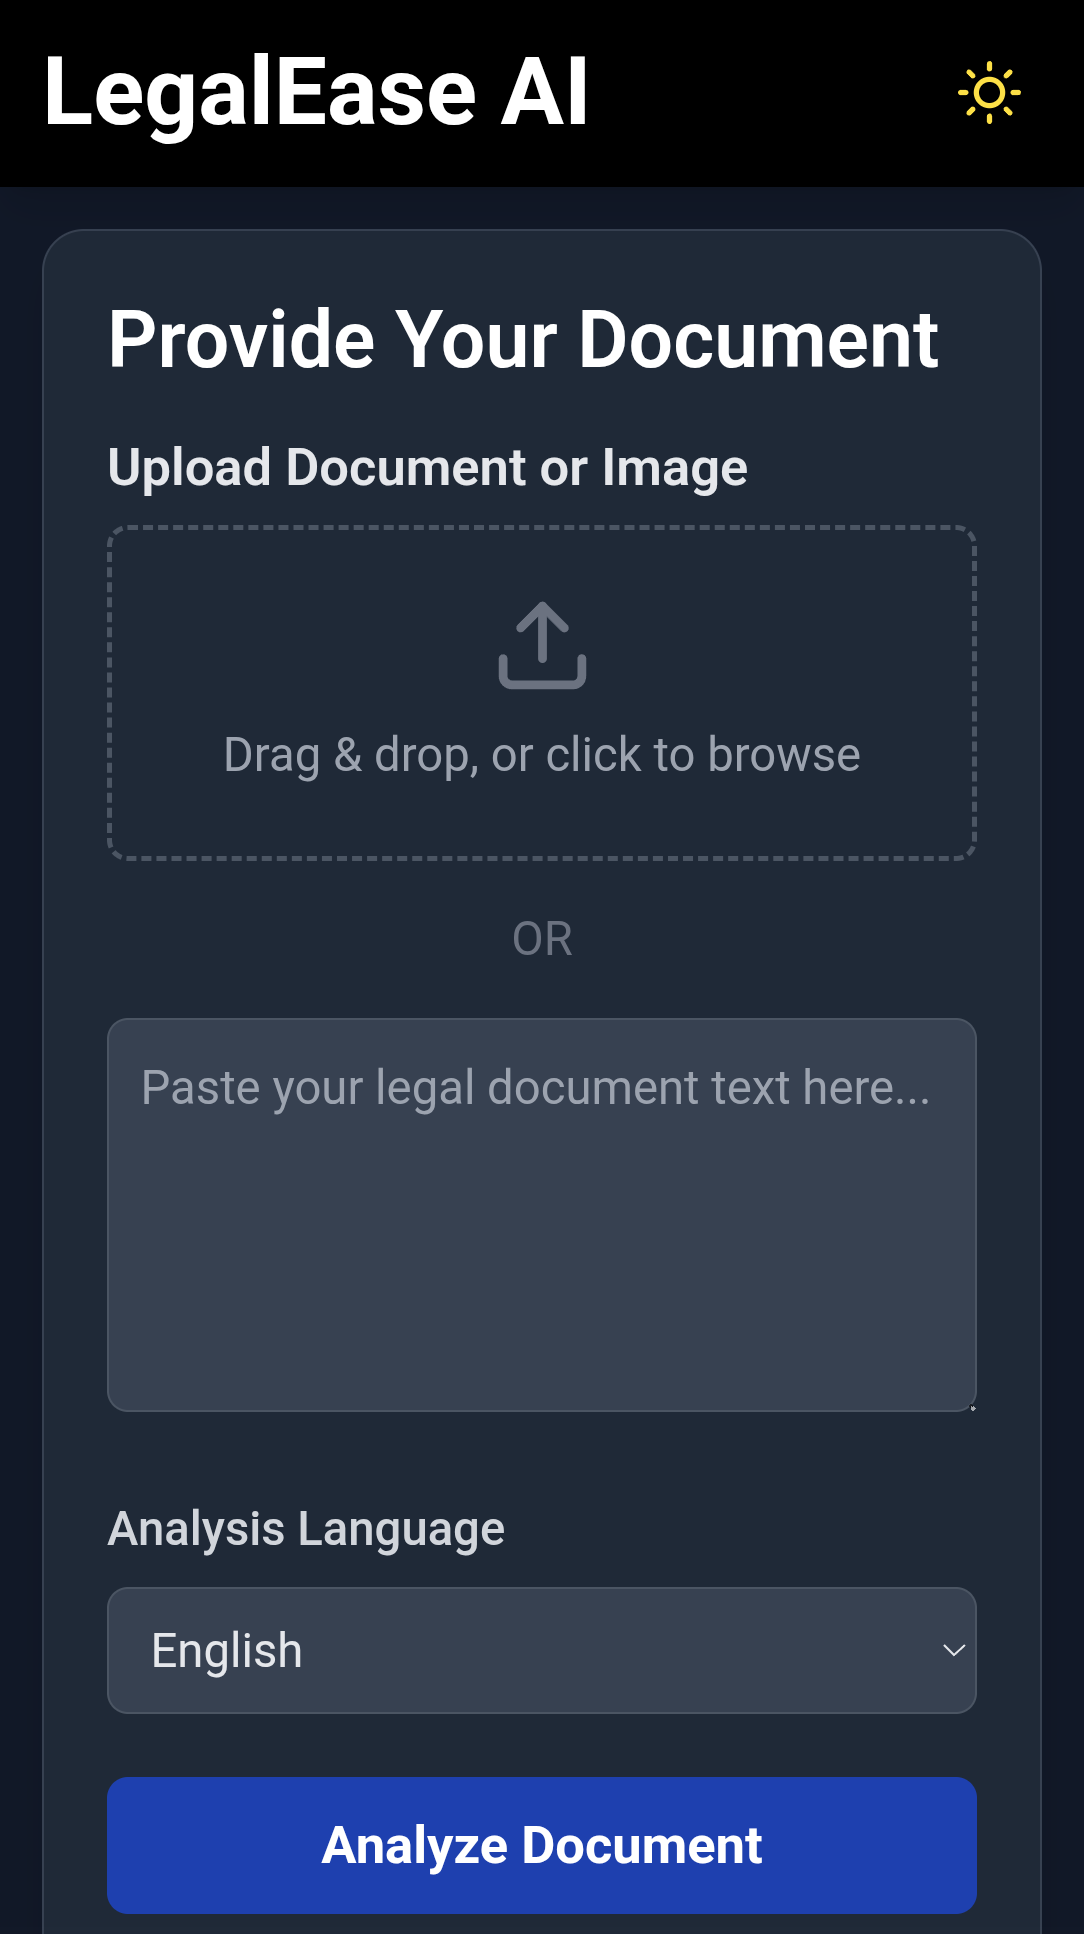 LegalEase AI
Provide Your Document
Upload Document or Image
Drag & drop, or click to browse
OR
Paste your legal document text here...
Analysis Language
English
Analyze Document